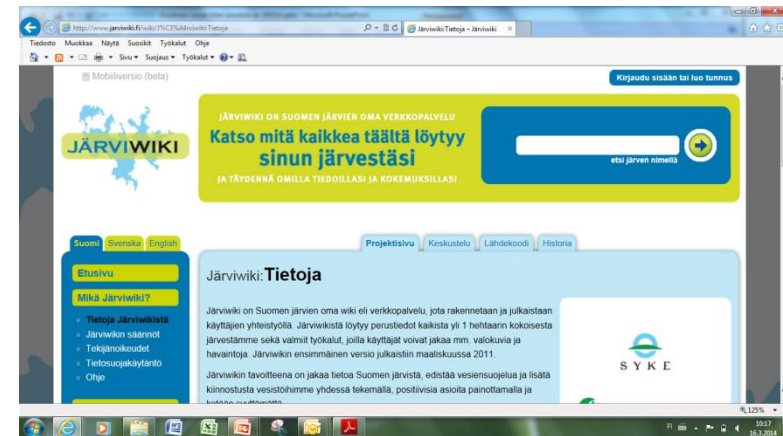 http://www.jarviwiki.fi/wiki/J%C3%A4rviwiki:Tietoja
Järviwiki:Tietoja – Järviwiki
Tiedosto Muokkaa Näytä Suosikit Työkalut Ohje
Sivu Suojaus Työkalut
Mobiiliversio (beta)
Kirjaudu sisään tai luo tunnus
JÄRVIWIKI
JÄRVIWIKI ON SUOMEN JÄRVIEN OMA VERKKOPALVELU
Katso mitä kaikkea täältä löytyy
sinun järvestäsi
JA TÄYDENNÄ OMILLA TIEDOILLASI JA KOKEMUKSILLASI
etsi järven nimellä
Suomi Svenska English
Projektisivu Keskustelu Lähdekoodi Historia
Etusivu
Mikä Järviwiki?
Tietoja Järviwikistä
Järviwikin säännöt
Tekijänoikeudet
Tietosuojakäytäntö
Ohje
Järviwiki:Tietoja
Järviwiki on Suomen järvien oma wiki eli verkkopalvelu, jota rakennetaan ja julkaistaan
käyttäjien yhteistyöllä. Järviwikistä löytyy perustiedot kaikista yli 1 hehtaarin kokoisesta
järvestämme sekä valmiit työkalut, joilla käyttäjät voivat jakaa mm. valokuvia ja
havaintoja. Järviwikin ensimmäinen versio julkaistiin maaliskuussa 2011.
Järviwikin tavoitteena on jakaa tietoa Suomen järvistä, edistää vesiensuojelua ja lisätä
kiinnostusta vesistöihimme yhdessä tekemällä, positiivisia asioita painottamalla ja
SYKE
125%
FI
10:17
16.3.2014